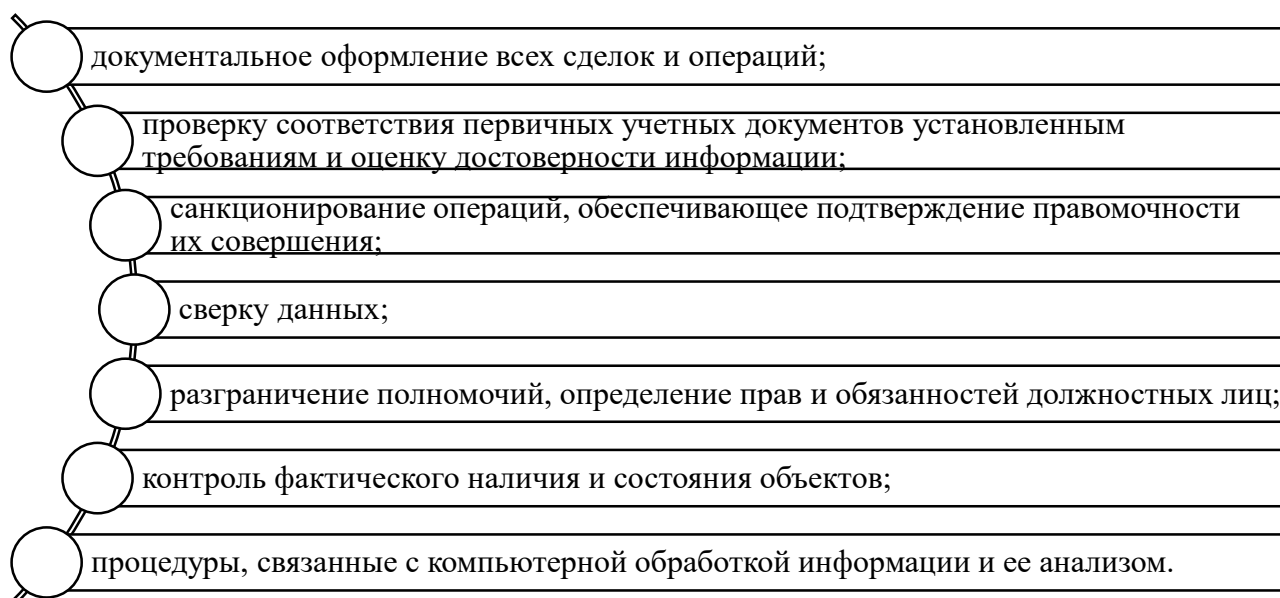 документальное оформление всех сделок и операций;
проверку соответствия первичных учетных документов установленным
требованиям и оценку достоверности информации;
санкционирование операций, обеспечивающее подтверждение правомочности
их совершения;
сверку данных;
разграничение полномочий, определение прав и обязанностей должностных лиц;
контроль фактического наличия и состояния объектов;
процедуры, связанные с компьютерной обработкой информации и ее анализом.